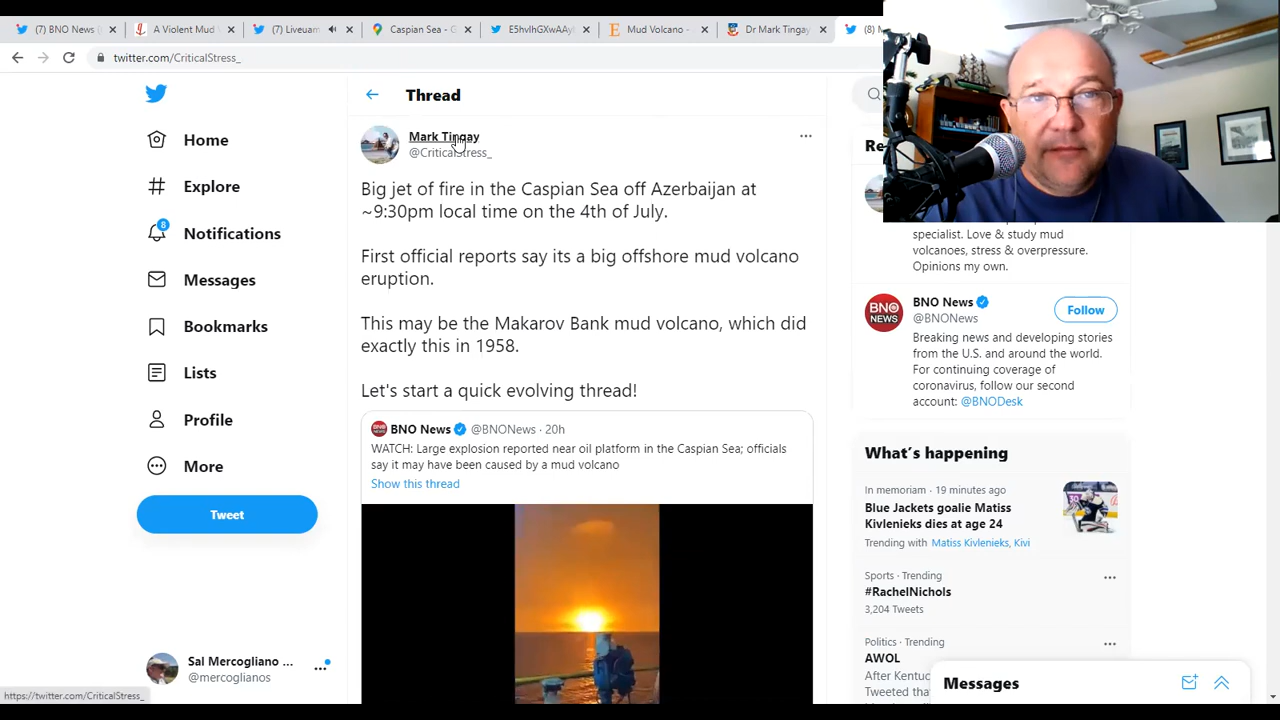 (7) BNO News
A Violent Mud
(7) Liveuam
Caspian Sea - G
E5hvlhGXwAAy
Mud Volcano -
Dr Mark Tingay
twitter.com/CriticalStress_
Home
Explore
8
Notifications
Messages
Bookmarks
Lists
Profile
More
Tweet
Sal Mercogliano ...
@mercoglianos
https://twitter.com/CriticalStress_
Thread
Mark Tingay
@CriticalStress_
Big jet of fire in the Caspian Sea off Azerbaijan at
~9:30pm local time on the 4th of July.
First official reports say its a big offshore mud volcano
eruption.
This may be the Makarov Bank mud volcano, which did
exactly this in 1958.
Let's start a quick evolving thread!
BNO News @BNONews · 20h
WATCH: Large explosion reported near oil platform in the Caspian Sea; officials
say it may have been caused by a mud volcano
Show this thread
specialist. Love & study mud
volcanoes, stress & overpressure.
Opinions my own.
BNO News
@BNONews
Follow
Breaking news and developing stories
from the U.S. and around the world.
For continuing coverage of
coronavirus, follow our second
account: @BNODesk
BNO
NEWS
What's happening
In memoriam · 19 minutes ago
Blue Jackets goalie Matiss
Kivlenieks dies at age 24
Trending with Matiss Kivlenieks, Kivi
Sports · Trending
#RachelNichols
3,204 Tweets
Politics · Trending
AWOL
After Kentuc
Tweeted tha
Messages